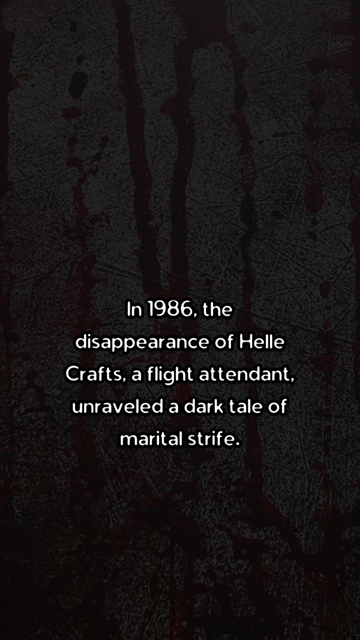 In 1986, the
disappearance of Helle
Crafts, a flight attendant,
unraveled a dark tale of
marital strife.